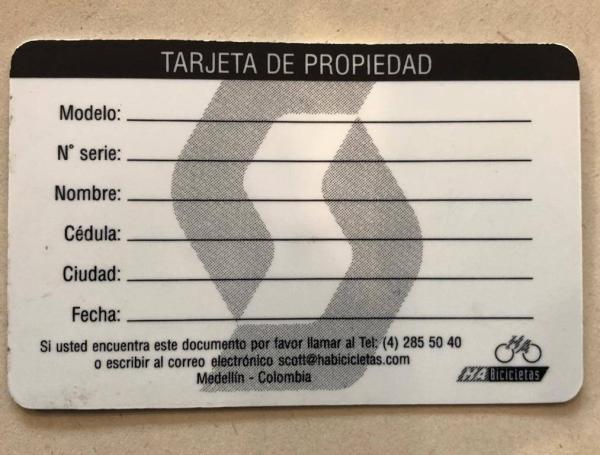 TARJETA DE PROPIEDAD
Modelo:
N° serie:
Nombre:
Cédula:
Ciudad:
Fecha:
Si usted encuentra este documento por favor llamar al Tel: (4) 285 50 40
o escribir al correo electrónico scott@habicicletas.com
Medellín - Colombia
HA
HA Bicicletas